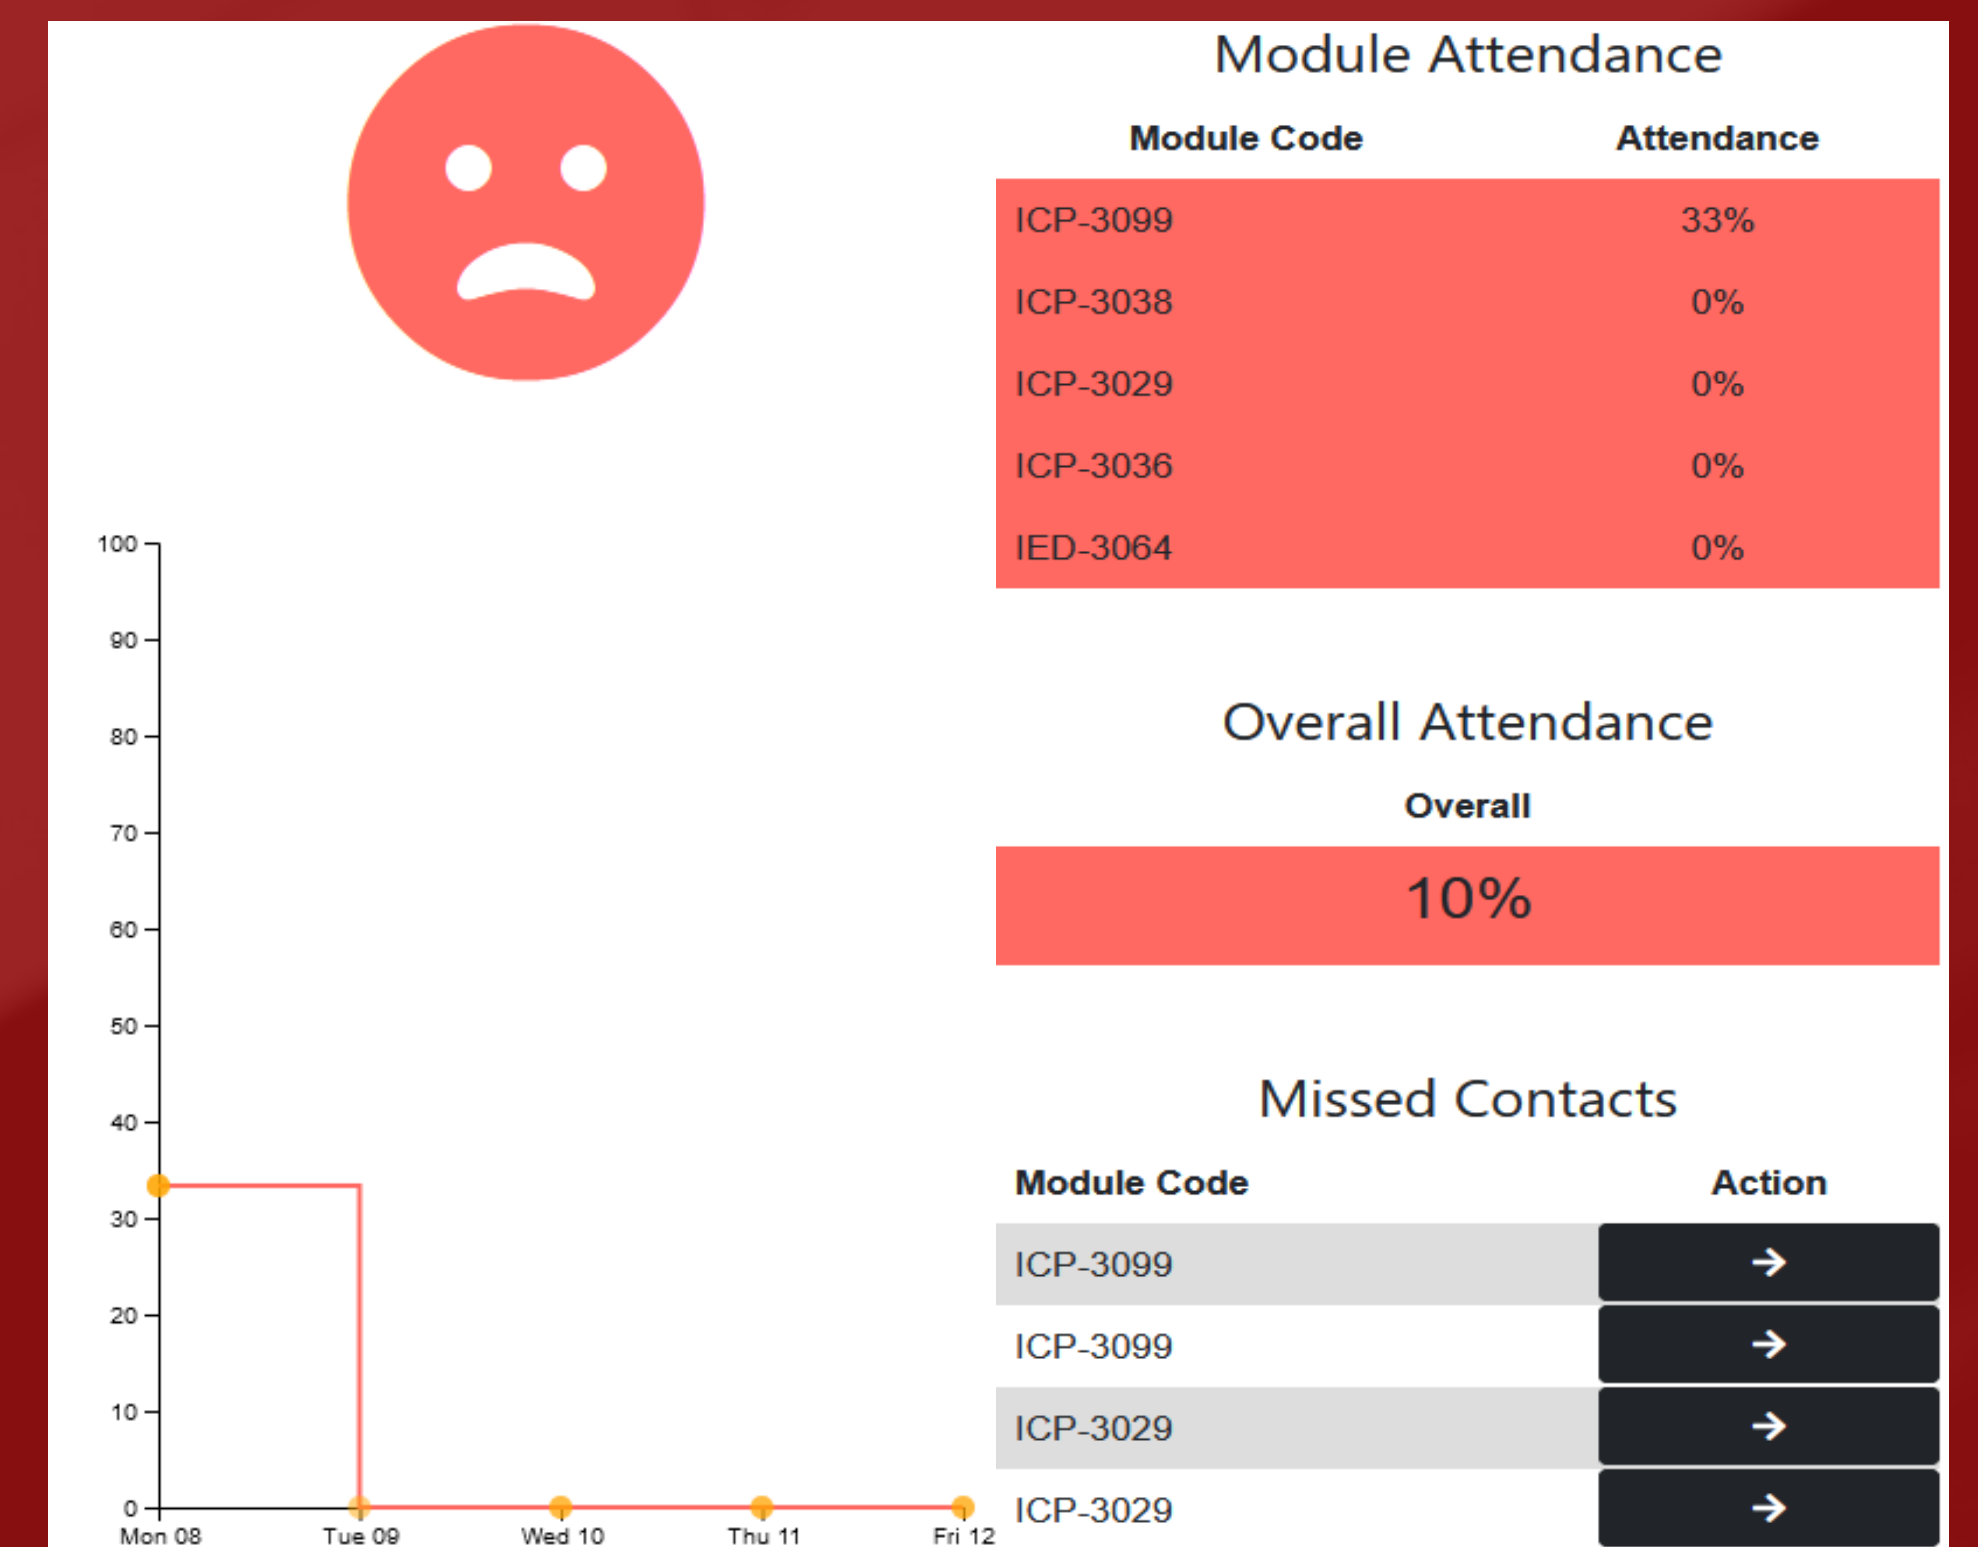 Module Attendance
Module Code Attendance
ICP-3099 33%
ICP-3038 0%
ICP-3029 0%
ICP-3036 0%
IED-3064 0%
100
90
80
70
60
50
40
30
20
10
0
Mon 08 Tue 09 Wed 10 Thu 11 Fri 12
Overall Attendance
Overall
10%
Missed Contacts
Module Code Action
ICP-3099
ICP-3099
ICP-3029
ICP-3029